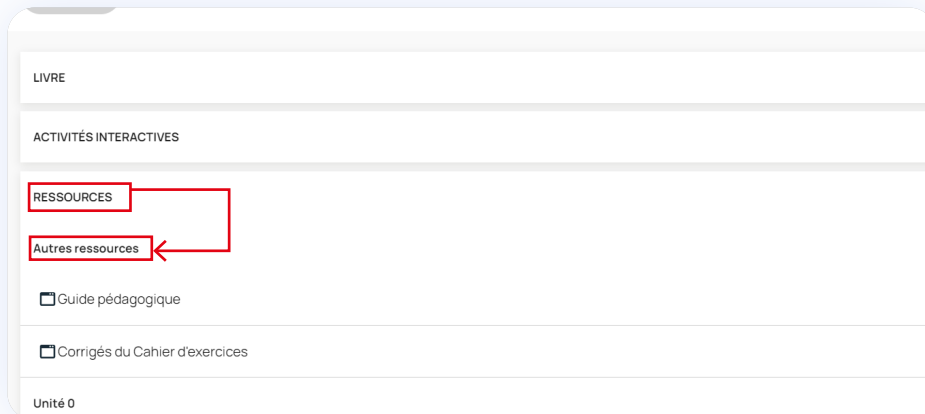 LIVRE
ACTIVITÉS INTERACTIVES
RESSOURCES
Autres ressources
Guide pédagogique
Corrigés du Cahier d'exercices
Unité 0